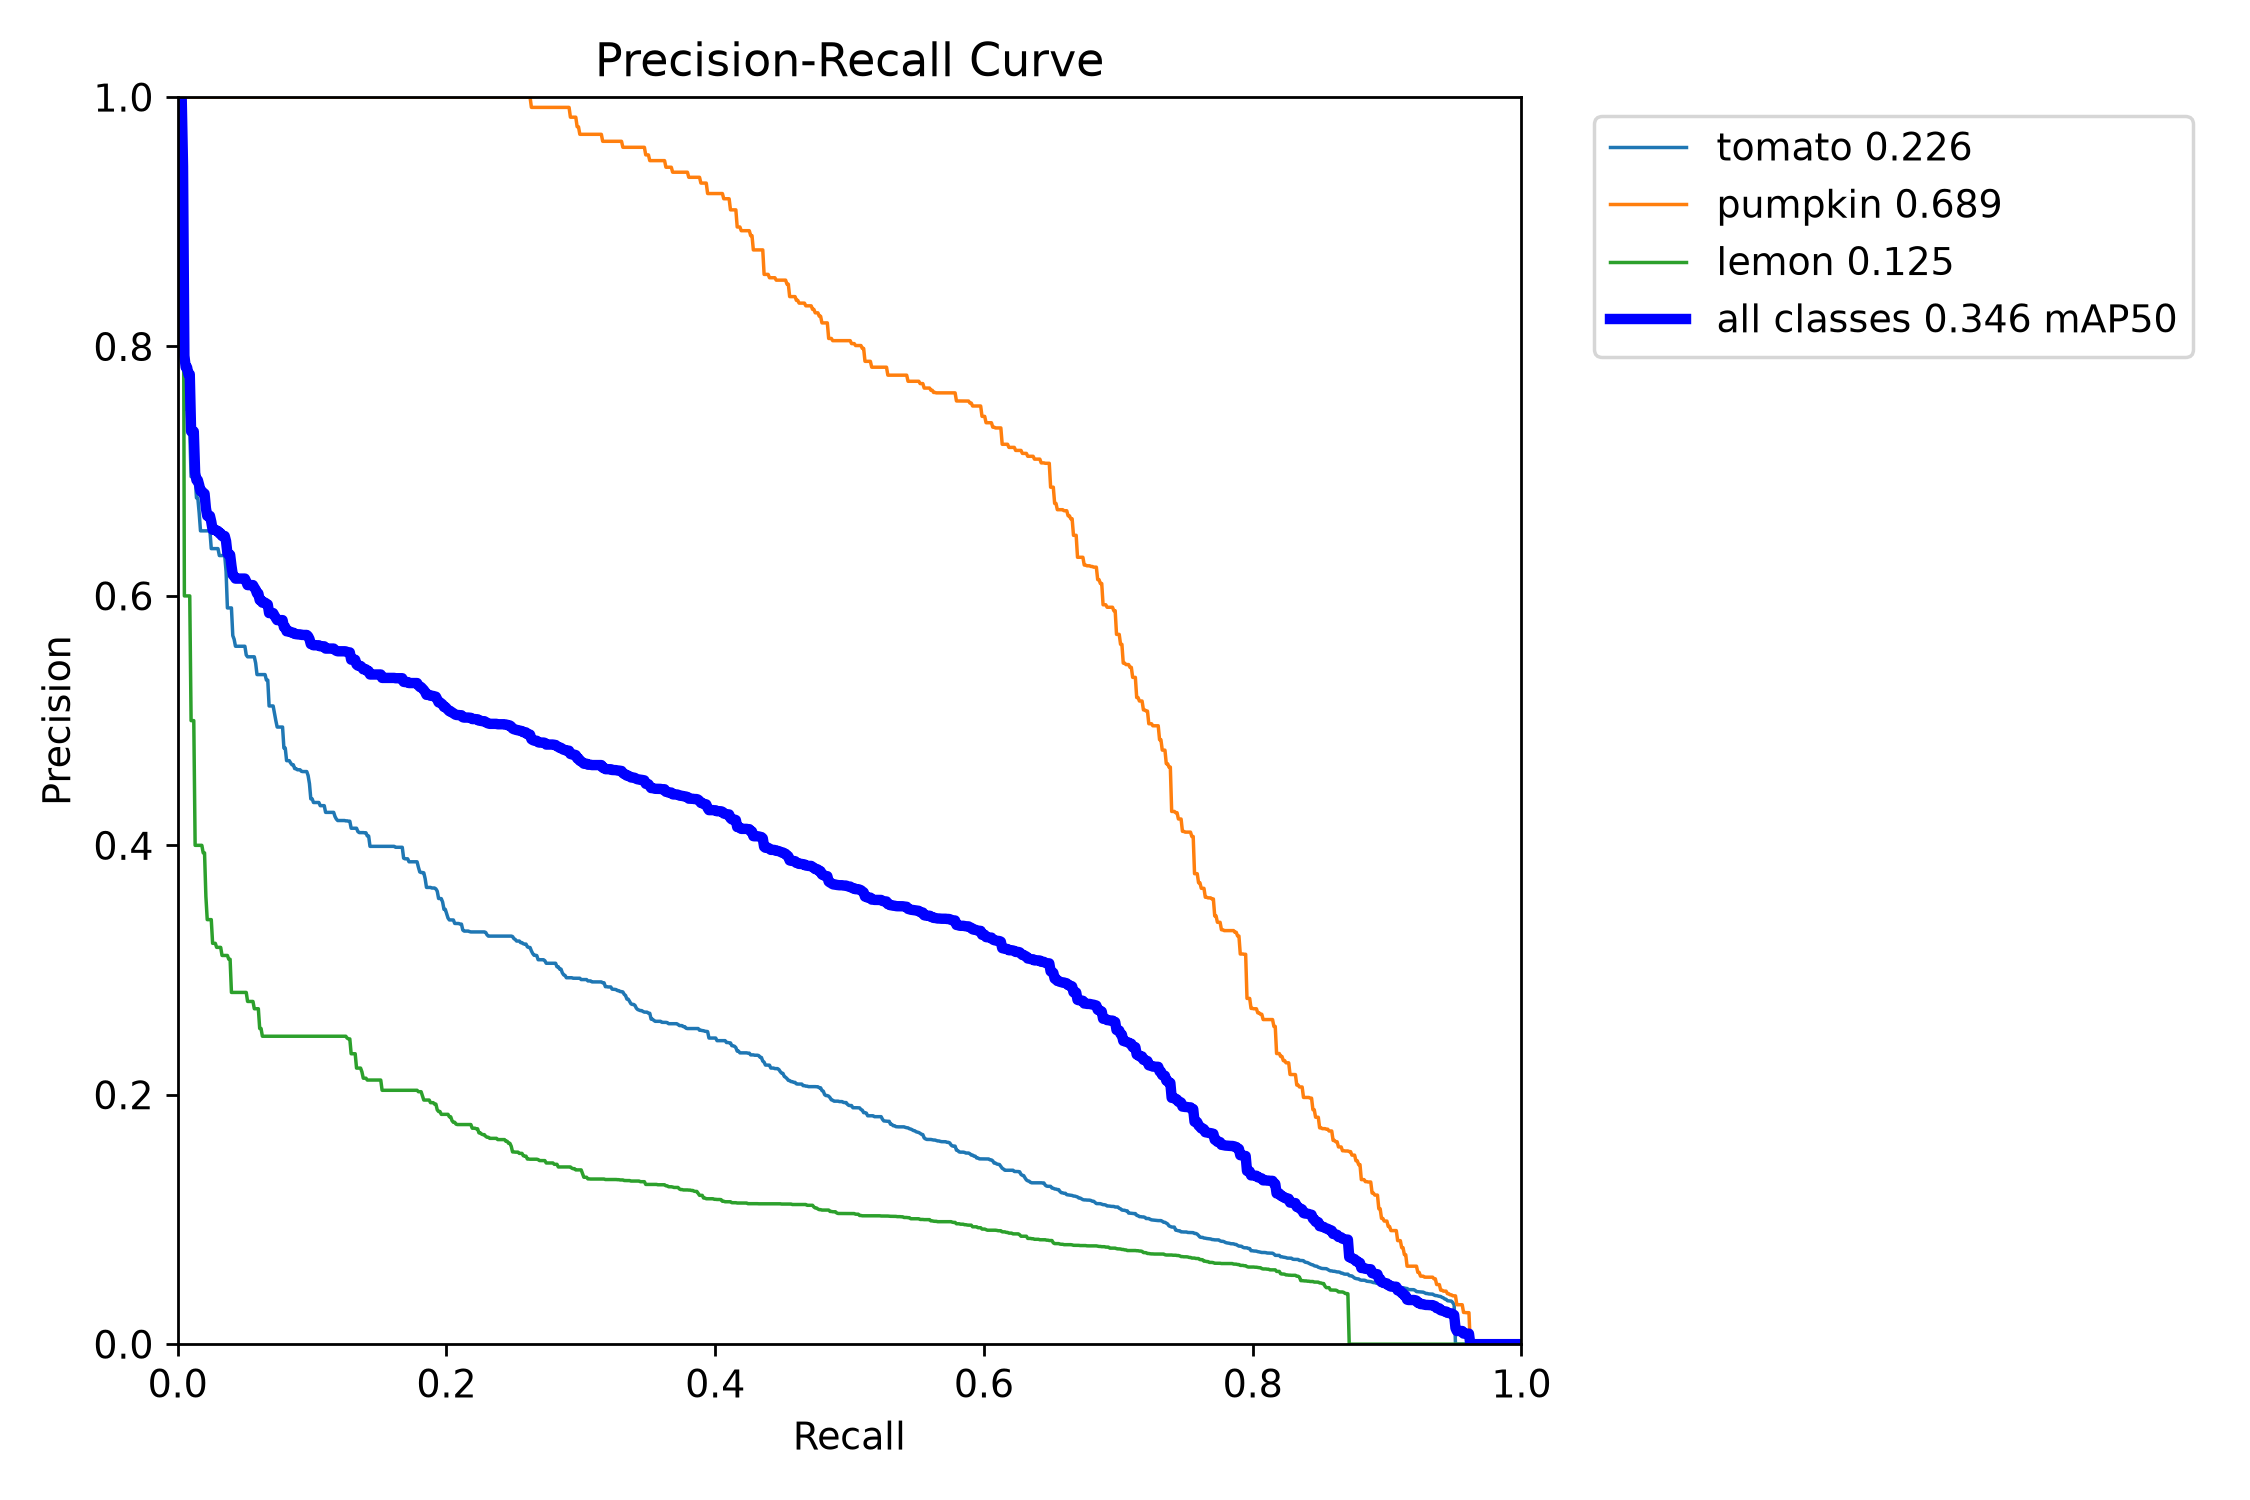 Precision-Recall Curve
tomato 0.226
pumpkin 0.689
lemon 0.125
all classes 0.346 mAP50
Precision
1.0
0.8
0.6
0.4
0.2
0.0
0.0 0.2 0.4 0.6 0.8 1.0
Recall